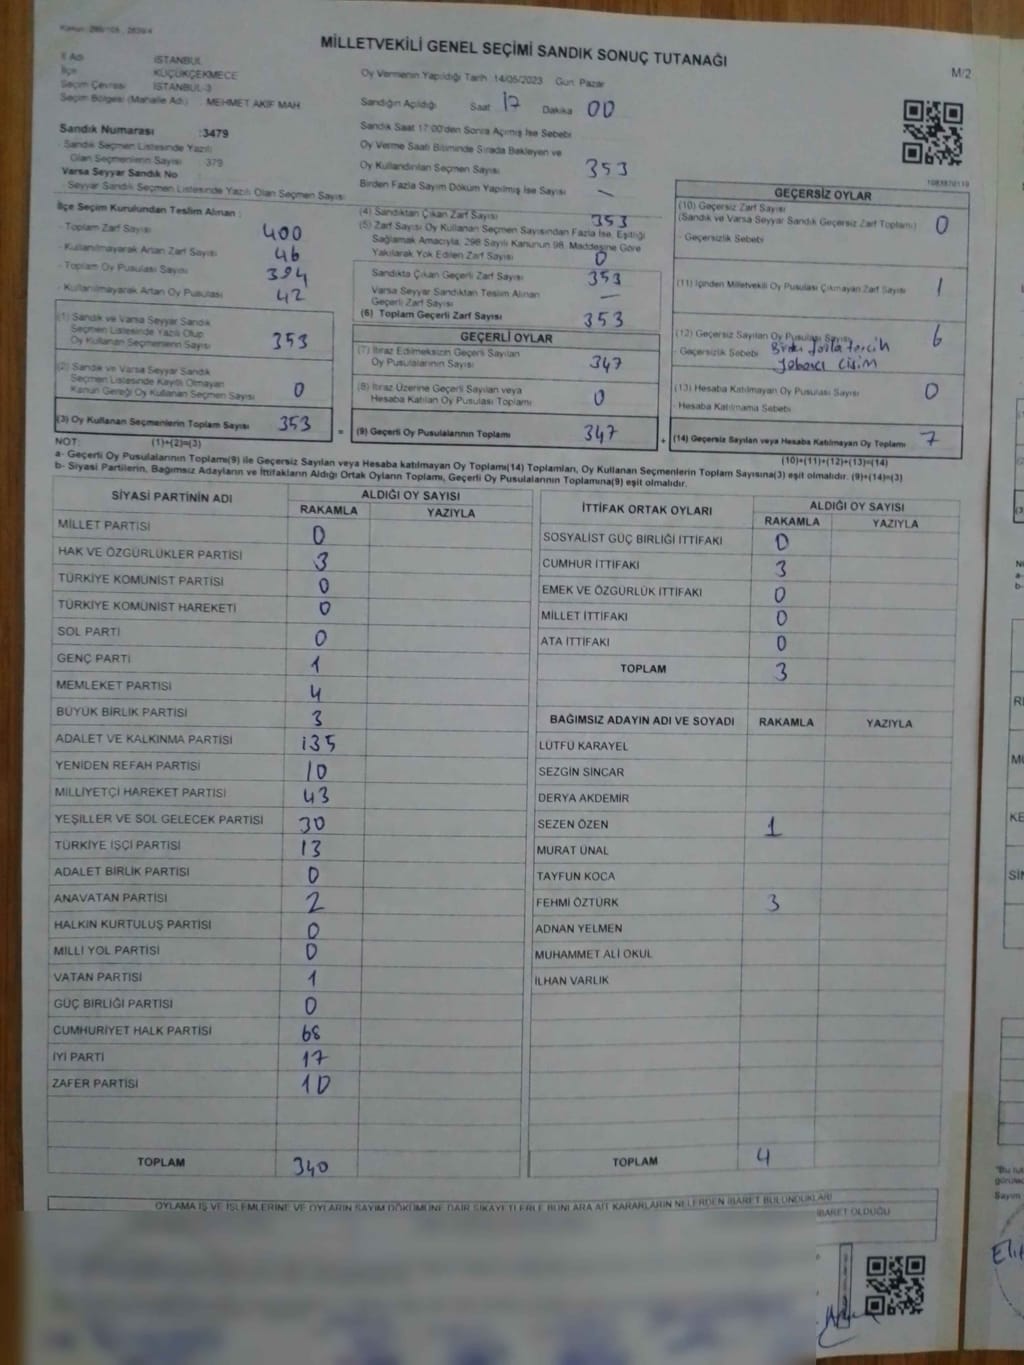 Kanun: 298/105 , 2839/4
MİLLETVEKİLİ GENEL SEÇİMİ SANDIK SONUÇ TUTANAĞI
M/2
İl Adı İSTANBUL
İlçe KÜÇÜKÇEKMECE
Seçim Çevresi İSTANBUL-3
Seçim Bölgesi (Mahalle Adı) MEHMET AKİF MAH
Oy Vermenin Yapıldığı Tarih 14/05/2023 Gün Pazar
Sandığın Açıldığı Saat 17 Dakika 00
Sandık Saat 17:00'den Sonra Açımış İse Sebebi
Oy Verme Saati Bitiminde Sırada Bekleyen ve
Oy Kullandırılan Seçmen Sayısı 353
Birden Fazla Sayım Döküm Yapılmış İse Sayısı —
Sandık Numarası :3479
Sandık Seçmen Listesinde Yazılı
Olan Seçmenlerin Sayısı 379
Varsa Seyyar Sandık No
Seyyar Sandık Seçmen Listesinde Yazılı Olan Seçmen Sayısı
İlçe Seçim Kurulundan Teslim Alınan :
- Toplam Zarf Sayısı 400
- Kullanılmayarak Artan Zarf Sayısı 46
- Toplam Oy Pusulası Sayısı 394
- Kullanılmayarak Artan Oy Pusulası 42
(1) Sandık ve Varsa Seyyar Sandık
Seçmen Listesinde Yazılı Olup
Oy Kullanan Seçmenlerin Sayısı 353
(2) Sandık ve Varsa Seyyar Sandık
Seçmen Listesinde Kayıtlı Olmayan
Kanun Gereği Oy Kullanan Seçmen Sayısı 0
(3) Oy Kullanan Seçmenlerin Toplam Sayısı 353
(4) Sandıktan Çıkan Zarf Sayısı 353
(5) Zarf Sayısı Oy Kullanan Seçmen Sayısından Fazla İse, Eşitliği
Sağlamak Amacıyla, 298 Sayılı Kanunun 98. Maddesine Göre
Yakılarak Yok Edilen Zarf Sayısı 0
Sandıkta Çıkan Geçerli Zarf Sayısı 353
Varsa Seyyar Sandıktan Teslim Alınan
Geçerli Zarf Sayısı —
(6) Toplam Geçerli Zarf Sayısı 353
GEÇERLİ OYLAR
(7) İtiraz Edilmeksizin Geçerli Sayılan
Oy Pusulalarının Sayısı 347
(8) İtiraz Üzerine Geçerli Sayılan veya
Hesaba Katılan Oy Pusulası Toplamı 0
= (9) Geçerli Oy Pusulalarının Toplamı 347
1083870119
GEÇERSİZ OYLAR
(10) Geçersiz Zarf Sayısı
(Sandık ve Varsa Seyyar Sandık Geçersiz Zarf Toplamı) 0
- Geçersizlik Sebebi
(11) İçinden Milletvekili Oy Pusulası Çıkmayan Zarf Sayısı 1
(12) Geçersiz Sayılan Oy Pusulası Sayısı 6
- Geçersizlik Sebebi Birden fazla tercih
Yabancı cisim
(13) Hesaba Katılmayan Oy Pusulası Sayısı 0
- Hesaba Katılmama Sebebi
+ (14) Geçersiz Sayılan veya Hesaba Katılmayan Oy Toplamı 7
NOT: (1)+(2)=(3)
(10)+(11)+(12)+(13)=(14)
a- Geçerli Oy Pusulalarının Toplamı(9) ile Geçersiz Sayılan veya Hesaba katılmayan Oy Toplamı(14) Toplamları, Oy Kullanan Seçmenlerin Toplam Sayısına(3) eşit olmalıdır. (9)+(14)=(3)
b- Siyasi Partilerin, Bağımsız Adayların ve İttifakların Aldığı Ortak Oyların Toplamı, Geçerli Oy Pusulalarının Toplamına(9) eşit olmalıdır.
SİYASİ PARTİNİN ADI ALDIĞI OY SAYISI
RAKAMLA YAZIYLA
MİLLET PARTİSİ 0
HAK VE ÖZGÜRLÜKLER PARTİSİ 3
TÜRKİYE KOMÜNİST PARTİSİ 0
TÜRKİYE KOMÜNİST HAREKETİ 0
SOL PARTİ 0
GENÇ PARTİ 1
MEMLEKET PARTİSİ 4
BÜYÜK BİRLİK PARTİSİ 3
ADALET VE KALKINMA PARTİSİ 135
YENİDEN REFAH PARTİSİ 10
MİLLİYETÇİ HAREKET PARTİSİ 43
YEŞİLLER VE SOL GELECEK PARTİSİ 30
TÜRKİYE İŞÇİ PARTİSİ 13
ADALET BİRLİK PARTİSİ 0
ANAVATAN PARTİSİ 2
HALKIN KURTULUŞ PARTİSİ 0
MİLLİ YOL PARTİSİ 0
VATAN PARTİSİ 1
GÜÇ BİRLİĞİ PARTİSİ 0
CUMHURİYET HALK PARTİSİ 68
İYİ PARTİ 17
ZAFER PARTİSİ 10
TOPLAM 340
İTTİFAK ORTAK OYLARI ALDIĞI OY SAYISI
RAKAMLA YAZIYLA
SOSYALİST GÜÇ BİRLİĞİ İTTİFAKI 0
CUMHUR İTTİFAKI 3
EMEK VE ÖZGÜRLÜK İTTİFAKI 0
MİLLET İTTİFAKI 0
ATA İTTİFAKI 0
TOPLAM 3
BAĞIMSIZ ADAYIN ADI VE SOYADI RAKAMLA YAZIYLA
LÜTFÜ KARAYEL
SEZGİN SİNCAR
DERYA AKDEMİR
SEZEN ÖZEN 1
MURAT ÜNAL
TAYFUN KOCA
FEHMİ ÖZTÜRK 3
ADNAN YELMEN
MUHAMMET ALİ OKUL
İLHAN VARLIK
TOPLAM 4
OYLAMA İŞ VE İŞLEMLERİNE VE OYLARIN SAYIM DÖKÜMÜNE DAİR ŞİKAYETLERLE BUNLARA AİT KARARLARIN NELERDEN İBARET BULUNDUKLARI
İBARET OLDUĞU